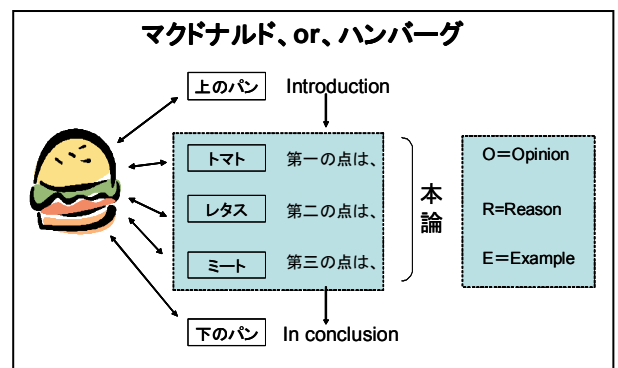 マクドナルド、or、ハンバーグ
上のパン Introduction
トマト 第一の点は、
レタス 第二の点は、
ミート 第三の点は、
本論
下のパン In conclusion
O＝Opinion
R=Reason
E＝Example